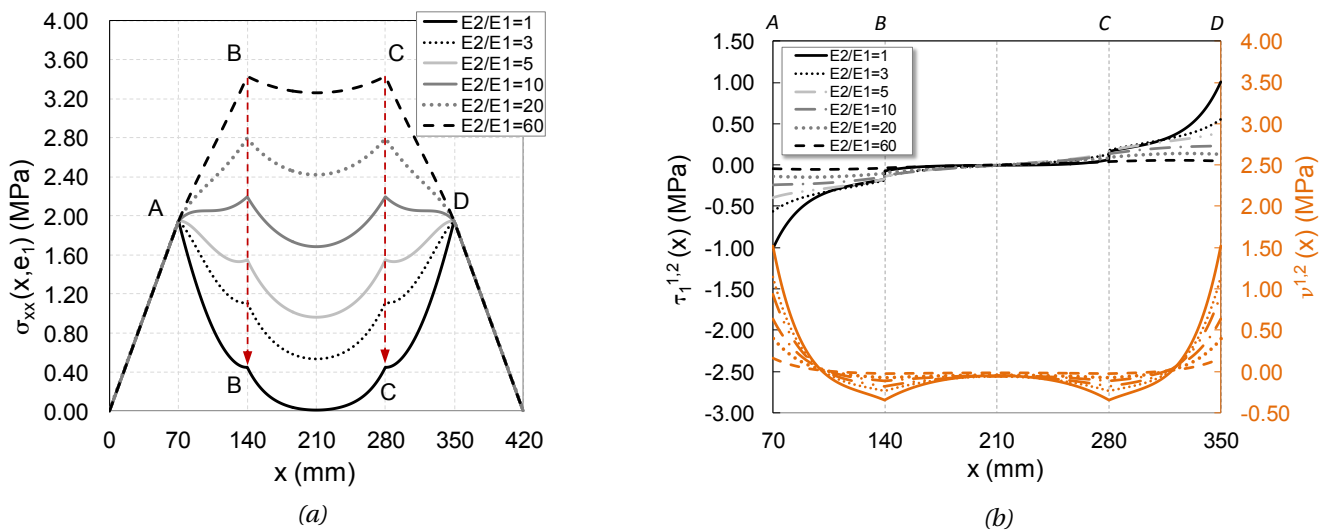 (a)
σxx(x,e1) (MPa)
4.00
3.60
3.20
2.80
2.40
2.00
1.60
1.20
0.80
0.40
0.00
E2/E1=1
E2/E1=3
E2/E1=5
E2/E1=10
E2/E1=20
E2/E1=60
B
C
A
D
B
C
0 70 140 210 280 350 420
x (mm)
(a)
(b)
A B C D
τ1^1,2 (x) (MPa)
1.50
1.00
0.50
0.00
-0.50
-1.00
-1.50
-2.00
-2.50
-3.00
E2/E1=1
E2/E1=3
E2/E1=5
E2/E1=10
E2/E1=20
E2/E1=60
4.00
3.50
3.00
2.50
2.00
1.50
1.00
0.50
0.00
-0.50
ν^1,2 (x) (MPa)
70 140 210 280 350
x (mm)
(b)